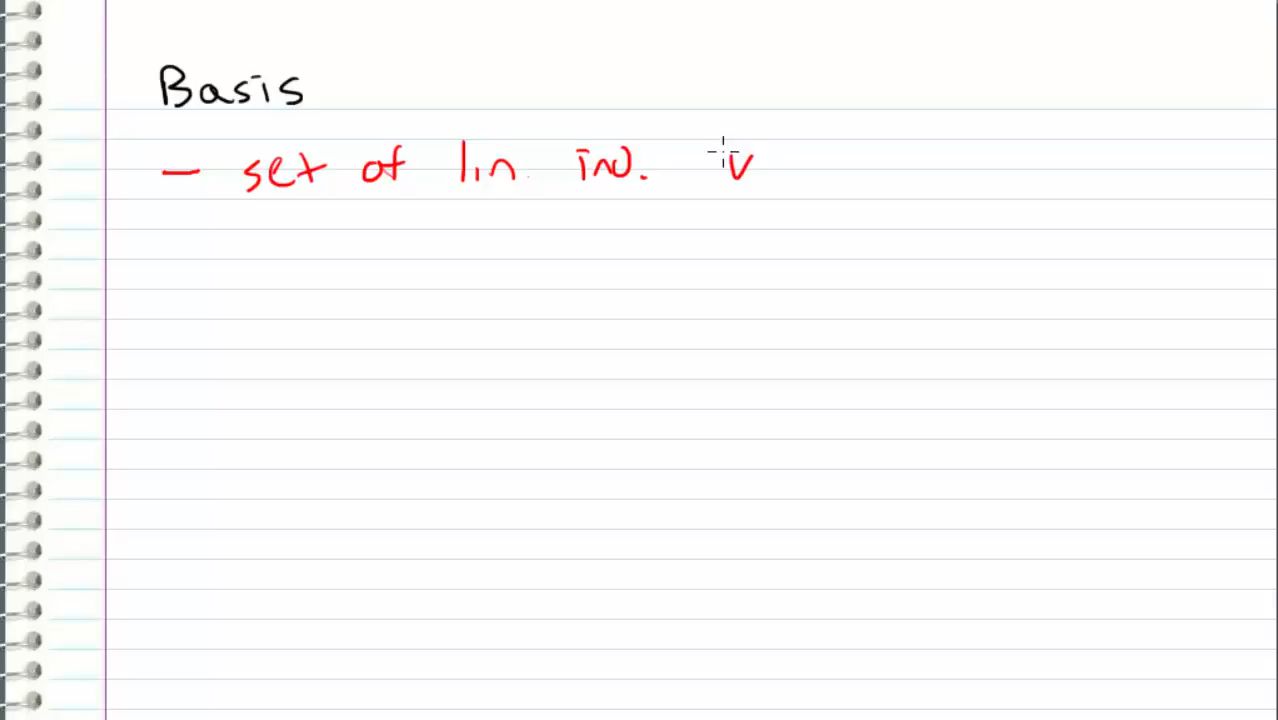 Basis
- set of lin. ind. v